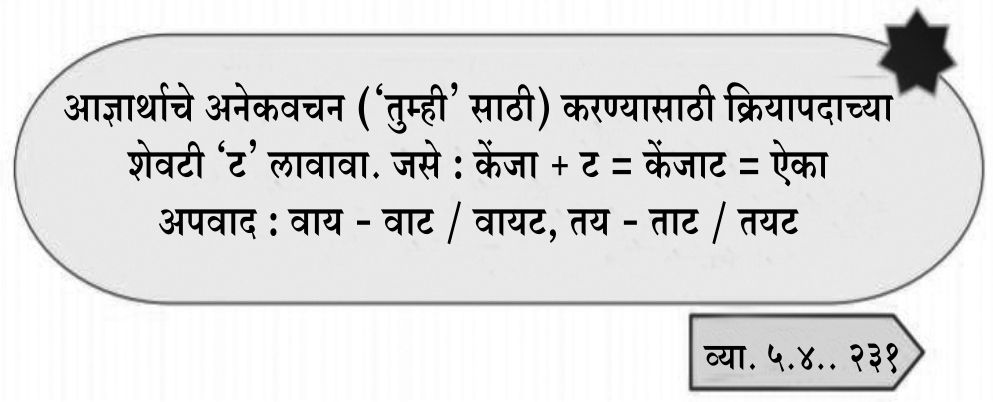 आज्ञार्थाचे अनेकवचन (‘तुम्ही’ साठी) करण्यासाठी क्रियापदाच्या
शेवटी ‘ट’ लावावा. जसे : केंजा + ट = केंजाट = ऐका
अपवाद : वाय - वाट / वायट, तय - ताट / तयट
व्या. ५.४.. २३१